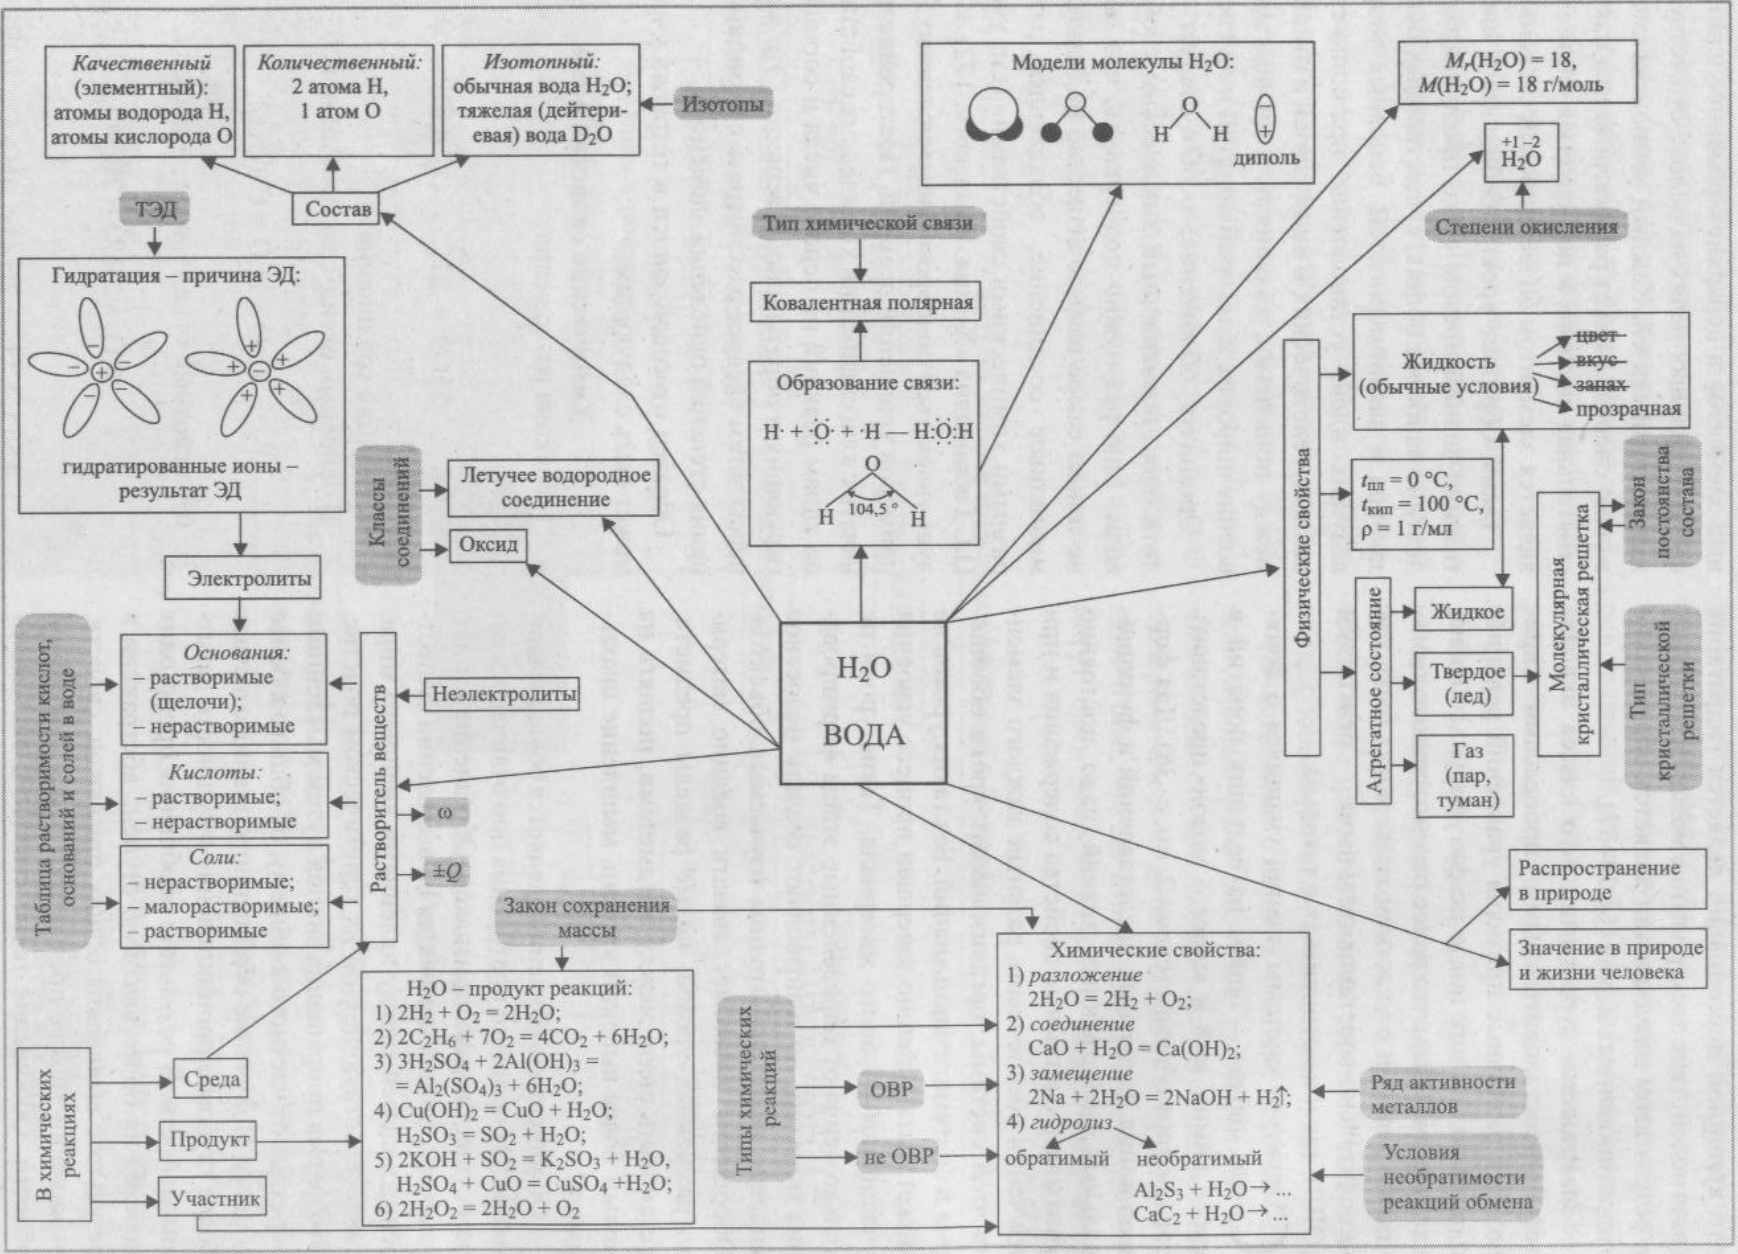 Качественный
(элементный):
атомы водорода H,
атомы кислорода O
Количественный:
2 атома H,
1 атом O
Изотопный:
обычная вода H₂O;
тяжелая (дейтери-
евая) вода D₂O
Изотопы
Состав
Модели молекулы H₂O:
O
H H
−
+
диполь
Mr(H₂O) = 18,
M(H₂O) = 18 г/моль
+1 −2
H₂O
Степени окисления
ТЭД
Гидратация – причина ЭД:
− − − − − +
+ + + + + −
гидратированные ионы –
результат ЭД
Электролиты
Тип химической связи
Ковалентная полярная
Образование связи:
H· + ·Ö· + ·H — H:Ö:H
O
H 104,5 ° H
Классы
соединений
Летучее водородное
соединение
Оксид
H₂O
ВОДА
Физические свойства
Жидкость
(обычные условия)
цвет
вкус
запах
прозрачная
tпл = 0 °C,
tкип = 100 °C,
ρ = 1 г/мл
Агрегатное состояние
Жидкое
Твердое
(лед)
Газ
(пар,
туман)
Молекулярная
кристаллическая решетка
Закон
постоянства
состава
Тип
кристаллической
решетки
Таблица растворимости кислот,
оснований и солей в воде
Основания:
– растворимые
(щелочи);
– нерастворимые
Кислоты:
– растворимые;
– нерастворимые
Соли:
– нерастворимые;
– малорастворимые;
– растворимые
Растворитель веществ
Неэлектролиты
ω
±Q
Распространение
в природе
Значение в природе
и жизни человека
Закон сохранения
массы
В химических
реакциях
Среда
Продукт
Участник
H₂O – продукт реакций:
1) 2H₂ + O₂ = 2H₂O;
2) 2C₂H₆ + 7O₂ = 4CO₂ + 6H₂O;
3) 3H₂SO₄ + 2Al(OH)₃ =
= Al₂(SO₄)₃ + 6H₂O;
4) Cu(OH)₂ = CuO + H₂O;
H₂SO₃ = SO₂ + H₂O;
5) 2KOH + SO₂ = K₂SO₃ + H₂O,
H₂SO₄ + CuO = CuSO₄ +H₂O;
6) 2H₂O₂ = 2H₂O + O₂
Типы химических
реакций
ОВР
не ОВР
Химические свойства:
1) разложение
2H₂O = 2H₂ + O₂;
2) соединение
CaO + H₂O = Ca(OH)₂;
3) замещение
2Na + 2H₂O = 2NaOH + H₂↑;
4) гидролиз
обратимый необратимый
Al₂S₃ + H₂O → ...
CaC₂ + H₂O → ...
Ряд активности
металлов
Условия
необратимости
реакций обмена